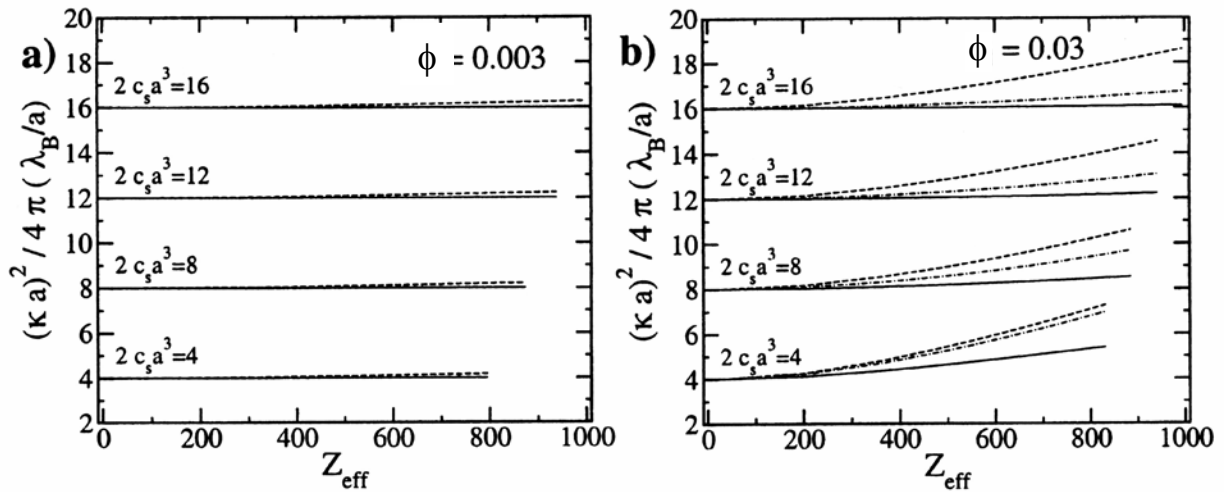 a)
ϕ = 0.003
2 c_s a^3=16
2 c_s a^3=12
2 c_s a^3=8
2 c_s a^3=4
(κ a)^2 / 4 π ( λ_B/a)
20
18
16
14
12
10
8
6
4
2
0 200 400 600 800 1000
Z_eff
b)
ϕ = 0.03
2 c_s a^3=16
2 c_s a^3=12
2 c_s a^3=8
2 c_s a^3=4
20
18
16
14
12
10
8
6
4
2
0 200 400 600 800 1000
Z_eff